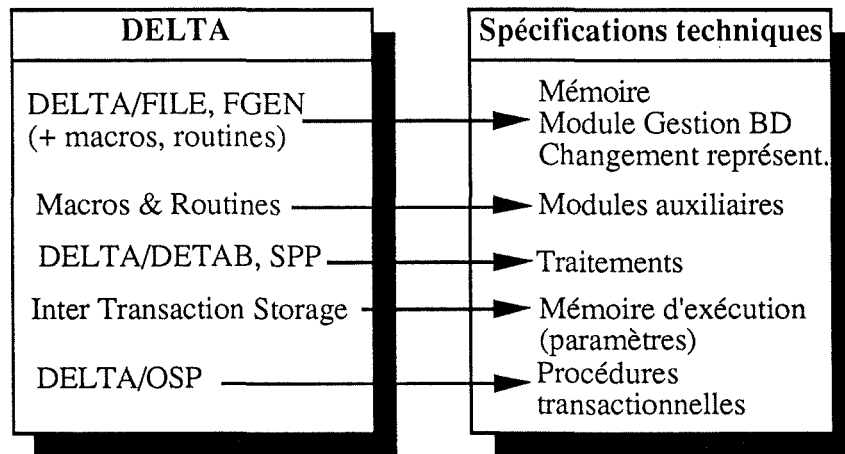 DELTA
DELTA/FILE, FGEN
(+ macros, routines)
Macros & Routines
DELTA/DETAB, SPP
Inter Transaction Storage
DELTA/OSP
Spécifications techniques
Mémoire
Module Gestion BD
Changement représent.
Modules auxiliaires
Traitements
Mémoire d'exécution
(paramètres)
Procédures
transactionnelles